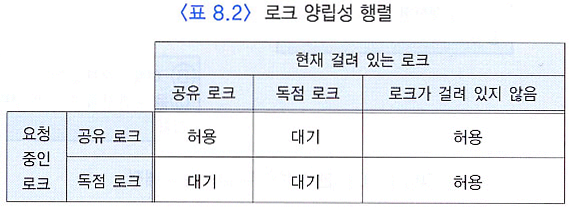 <표 8.2> 로크 양립성 행렬
현재 걸려 있는 로크
공유 로크 독점 로크 로크가 걸려 있지 않음
요청 중인 로크 공유 로크 허용 대기 허용
독점 로크 대기 대기 허용